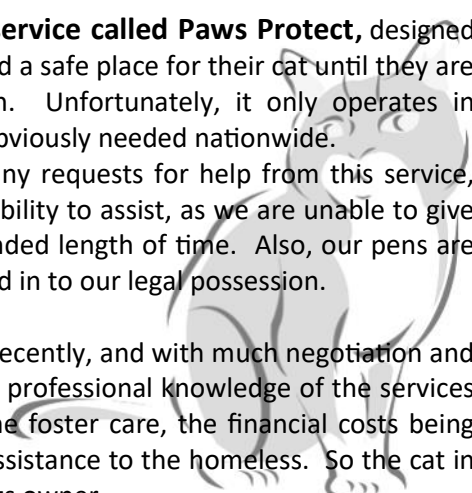 service called Paws Protect, designed
d a safe place for their cat until they are
n. Unfortunately, it only operates in
bviously needed nationwide.
ny requests for help from this service,
bility to assist, as we are unable to give
nded length of time. Also, our pens are
d in to our legal possession.
ecently, and with much negotiation and
professional knowledge of the services
ne foster care, the financial costs being
ssistance to the homeless. So the cat in
owner